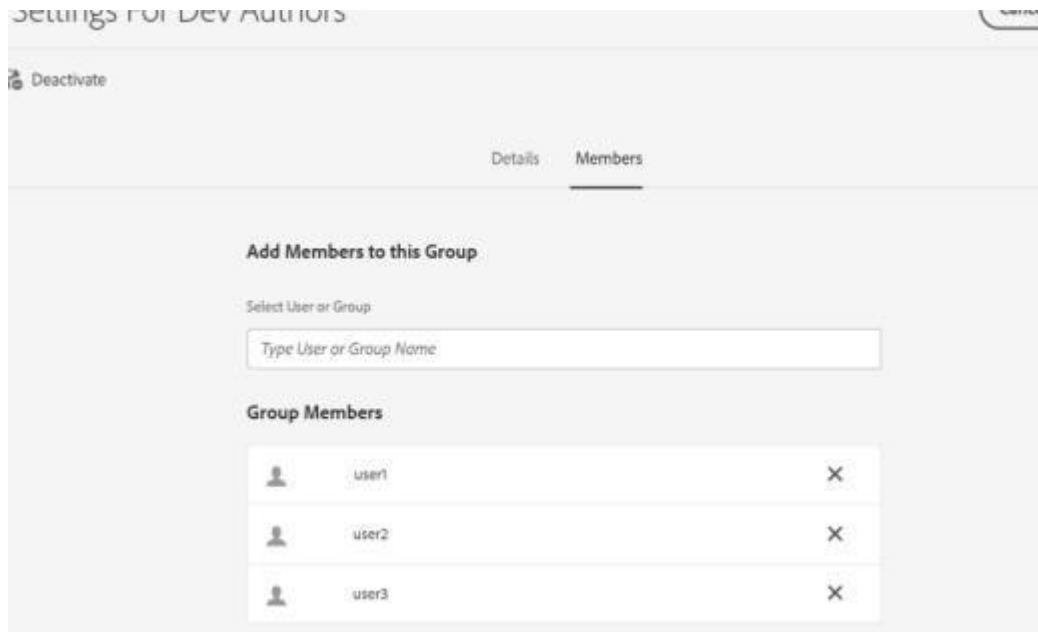 Settings For Dev Authors
Deactivate
Details Members
Add Members to this Group
Select User or Group
Type User or Group Name
Group Members
user1
user2
user3